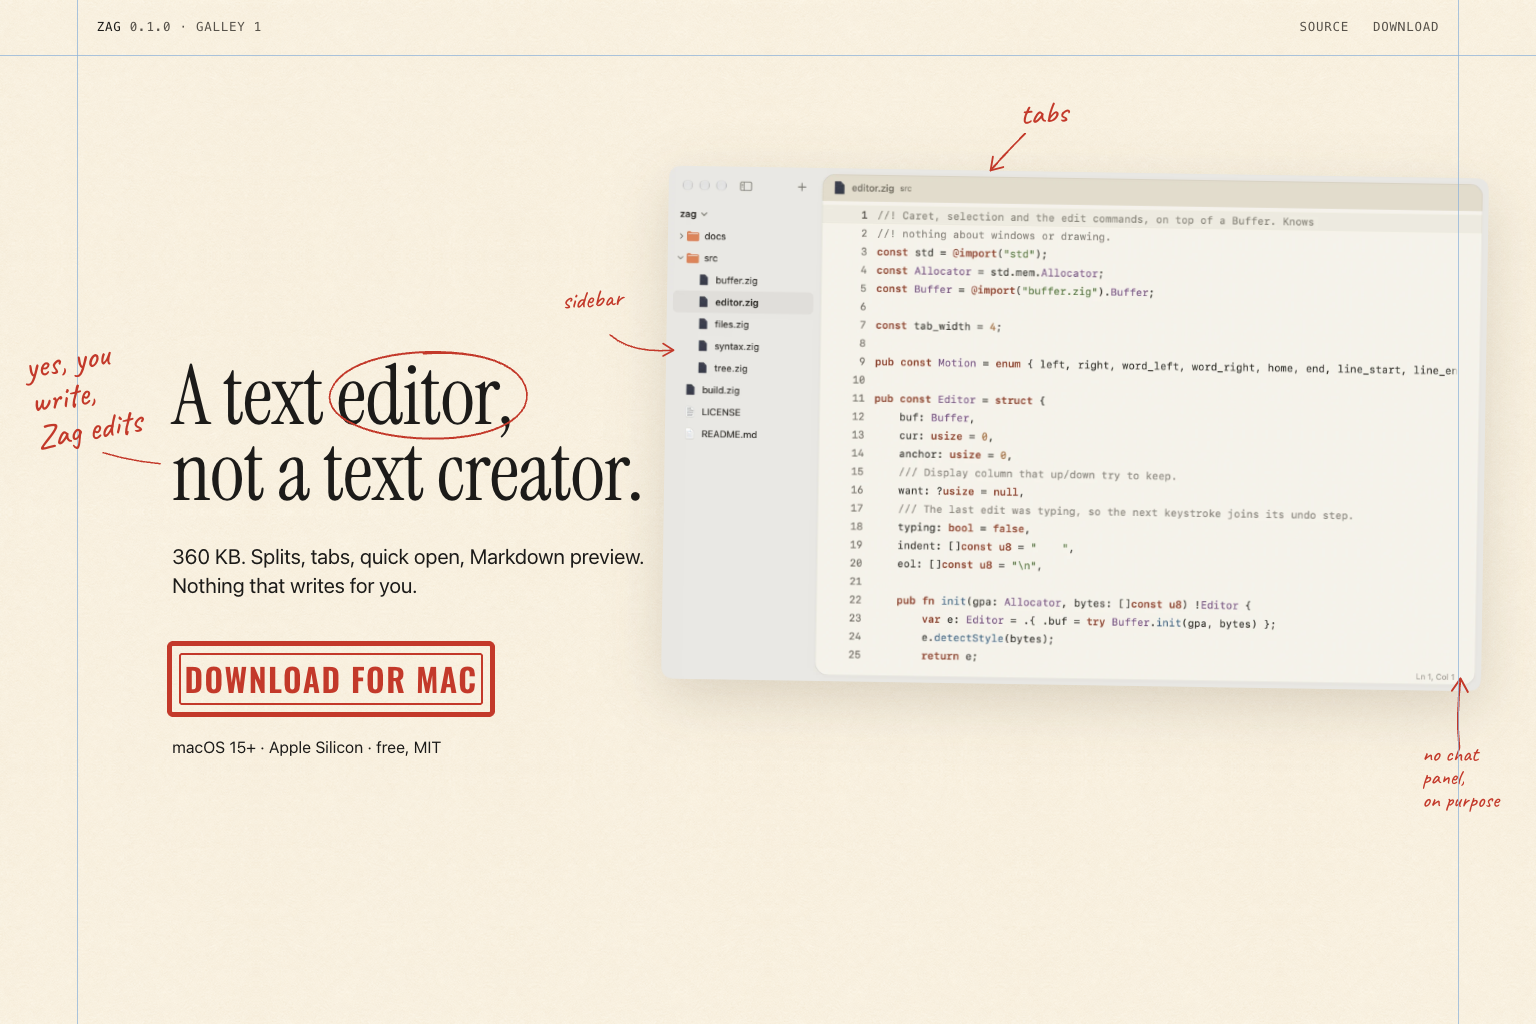 ZAG 0.1.0 · GALLEY 1
SOURCE DOWNLOAD
yes, you
write,
Zag edits
A text editor,
not a text creator.
360 KB. Splits, tabs, quick open, Markdown preview.
Nothing that writes for you.
DOWNLOAD FOR MAC
macOS 15+ · Apple Silicon · free, MIT
tabs
sidebar
zag
docs
src
buffer.zig
editor.zig
files.zig
syntax.zig
tree.zig
build.zig
LICENSE
README.md
editor.zig src
1 //! Caret, selection and the edit commands, on top of a Buffer. Knows
2 //! nothing about windows or drawing.
3 const std = @import("std");
4 const Allocator = std.mem.Allocator;
5 const Buffer = @import("buffer.zig").Buffer;
6
7 const tab_width = 4;
8
9 pub const Motion = enum { left, right, word_left, word_right, home, end, line_start, line_en
10
11 pub const Editor = struct {
12     buf: Buffer,
13     cur: usize = 0,
14     anchor: usize = 0,
15     /// Display column that up/down try to keep.
16     want: ?usize = null,
17     /// The last edit was typing, so the next keystroke joins its undo step.
18     typing: bool = false,
19     indent: []const u8 = "    ",
20     eol: []const u8 = "\n",
21
22     pub fn init(gpa: Allocator, bytes: []const u8) !Editor {
23         var e: Editor = .{ .buf = try Buffer.init(gpa, bytes) };
24         e.detectStyle(bytes);
25         return e;
Ln 1, Col 1
no chat
panel,
on purpose